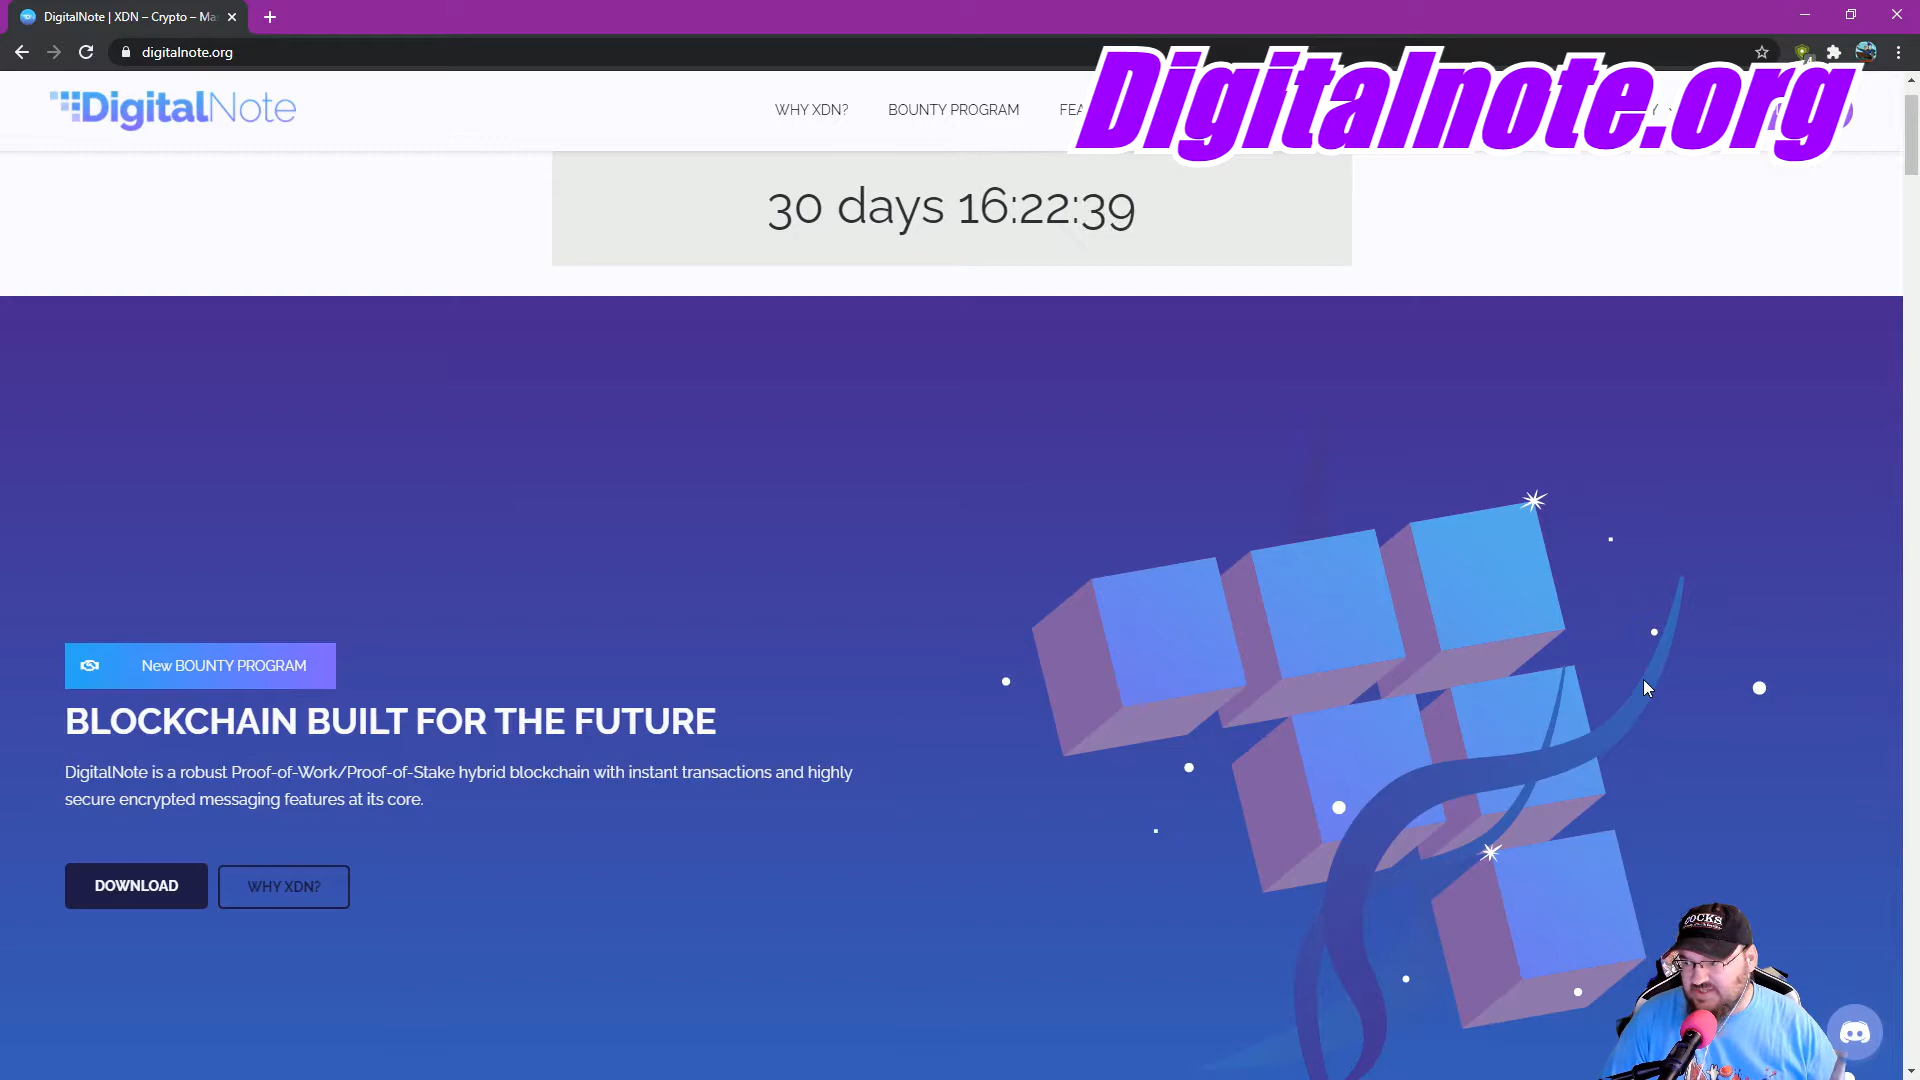 DigitalNote | XDN – Crypto – Ma
digitalnote.org
Digitalnote.org
DigitalNote
WHY XDN?
BOUNTY PROGRAM
FEA
Y
30 days 16:22:39
New BOUNTY PROGRAM
BLOCKCHAIN BUILT FOR THE FUTURE
DigitalNote is a robust Proof-of-Work/Proof-of-Stake hybrid blockchain with instant transactions and highly
secure encrypted messaging features at its core.
DOWNLOAD
WHY XDN?
COCKS